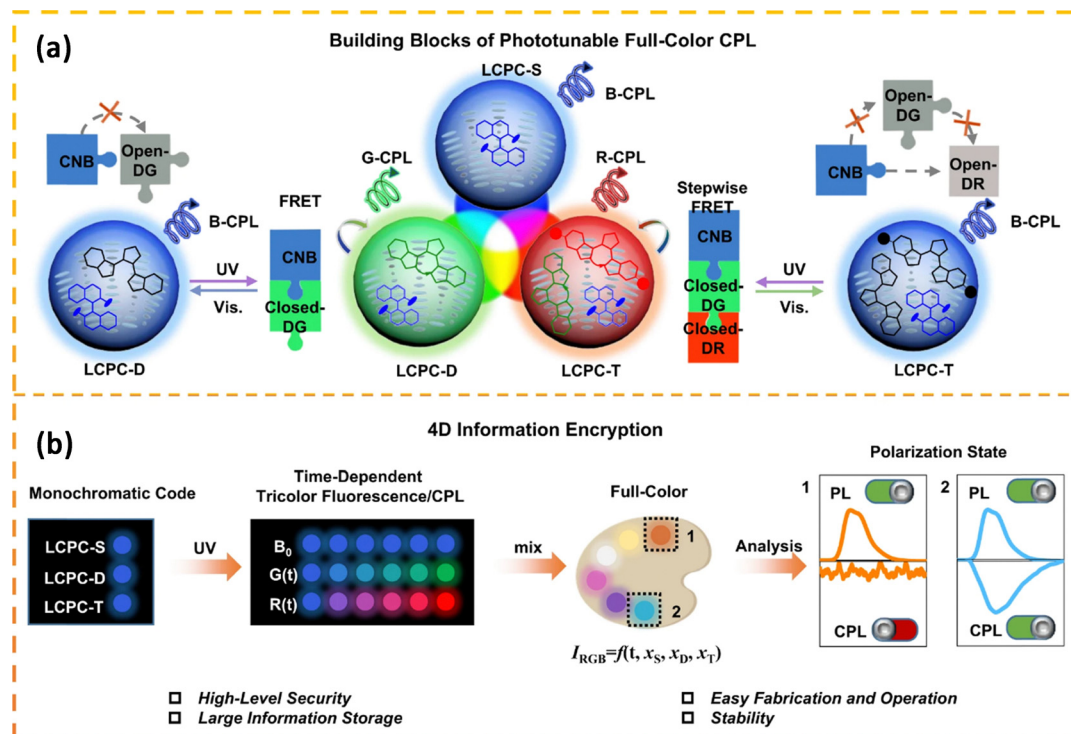 (a)
Building Blocks of Phototunable Full-Color CPL
LCPC-S
B-CPL
CNB
Open-
DG
B-CPL
FRET
G-CPL
R-CPL
Stepwise
FRET
Open-
DG
CNB
Open-
DR
B-CPL
UV
Vis.
CNB
Closed-
DG
CNB
Closed-
DG
Closed-
DR
UV
Vis.
LCPC-D
LCPC-D
LCPC-T
LCPC-T
(b)
4D Information Encryption
Monochromatic Code
LCPC-S
LCPC-D
LCPC-T
UV
Time-Dependent
Tricolor Fluorescence/CPL
B₀
G(t)
R(t)
mix
Full-Color
1
2
I_RGB=f(t, x_S, x_D, x_T)
Analysis
Polarization State
1
PL
CPL
2
PL
CPL
High-Level Security
Large Information Storage
Easy Fabrication and Operation
Stability